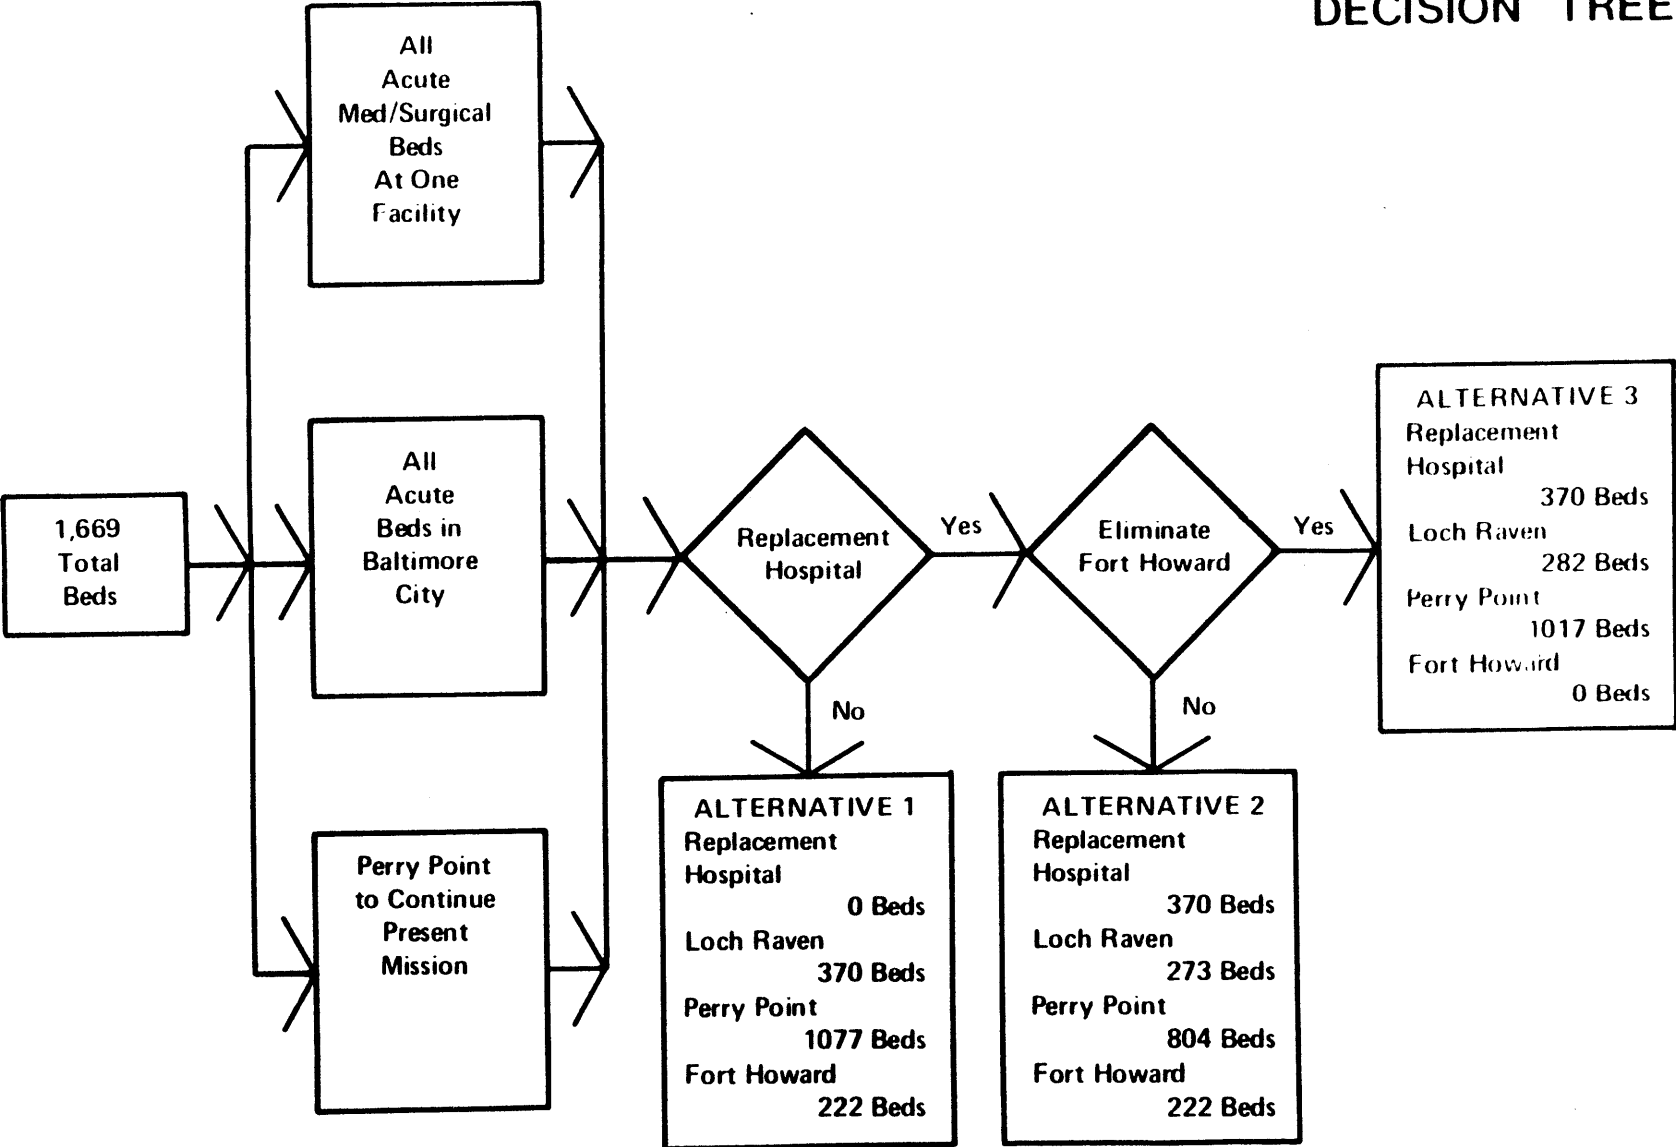 DECISION TREE
All
Acute
Med/Surgical
Beds
At One
Facility
1,669
Total
Beds
All
Acute
Beds in
Baltimore
City
Perry Point
to Continue
Present
Mission
Replacement
Hospital
Yes
No
Eliminate
Fort Howard
Yes
No
ALTERNATIVE 1
Replacement
Hospital
0 Beds
Loch Raven
370 Beds
Perry Point
1077 Beds
Fort Howard
222 Beds
ALTERNATIVE 2
Replacement
Hospital
370 Beds
Loch Raven
273 Beds
Perry Point
804 Beds
Fort Howard
222 Beds
ALTERNATIVE 3
Replacement
Hospital
370 Beds
Loch Raven
282 Beds
Perry Point
1017 Beds
Fort Howard
0 Beds